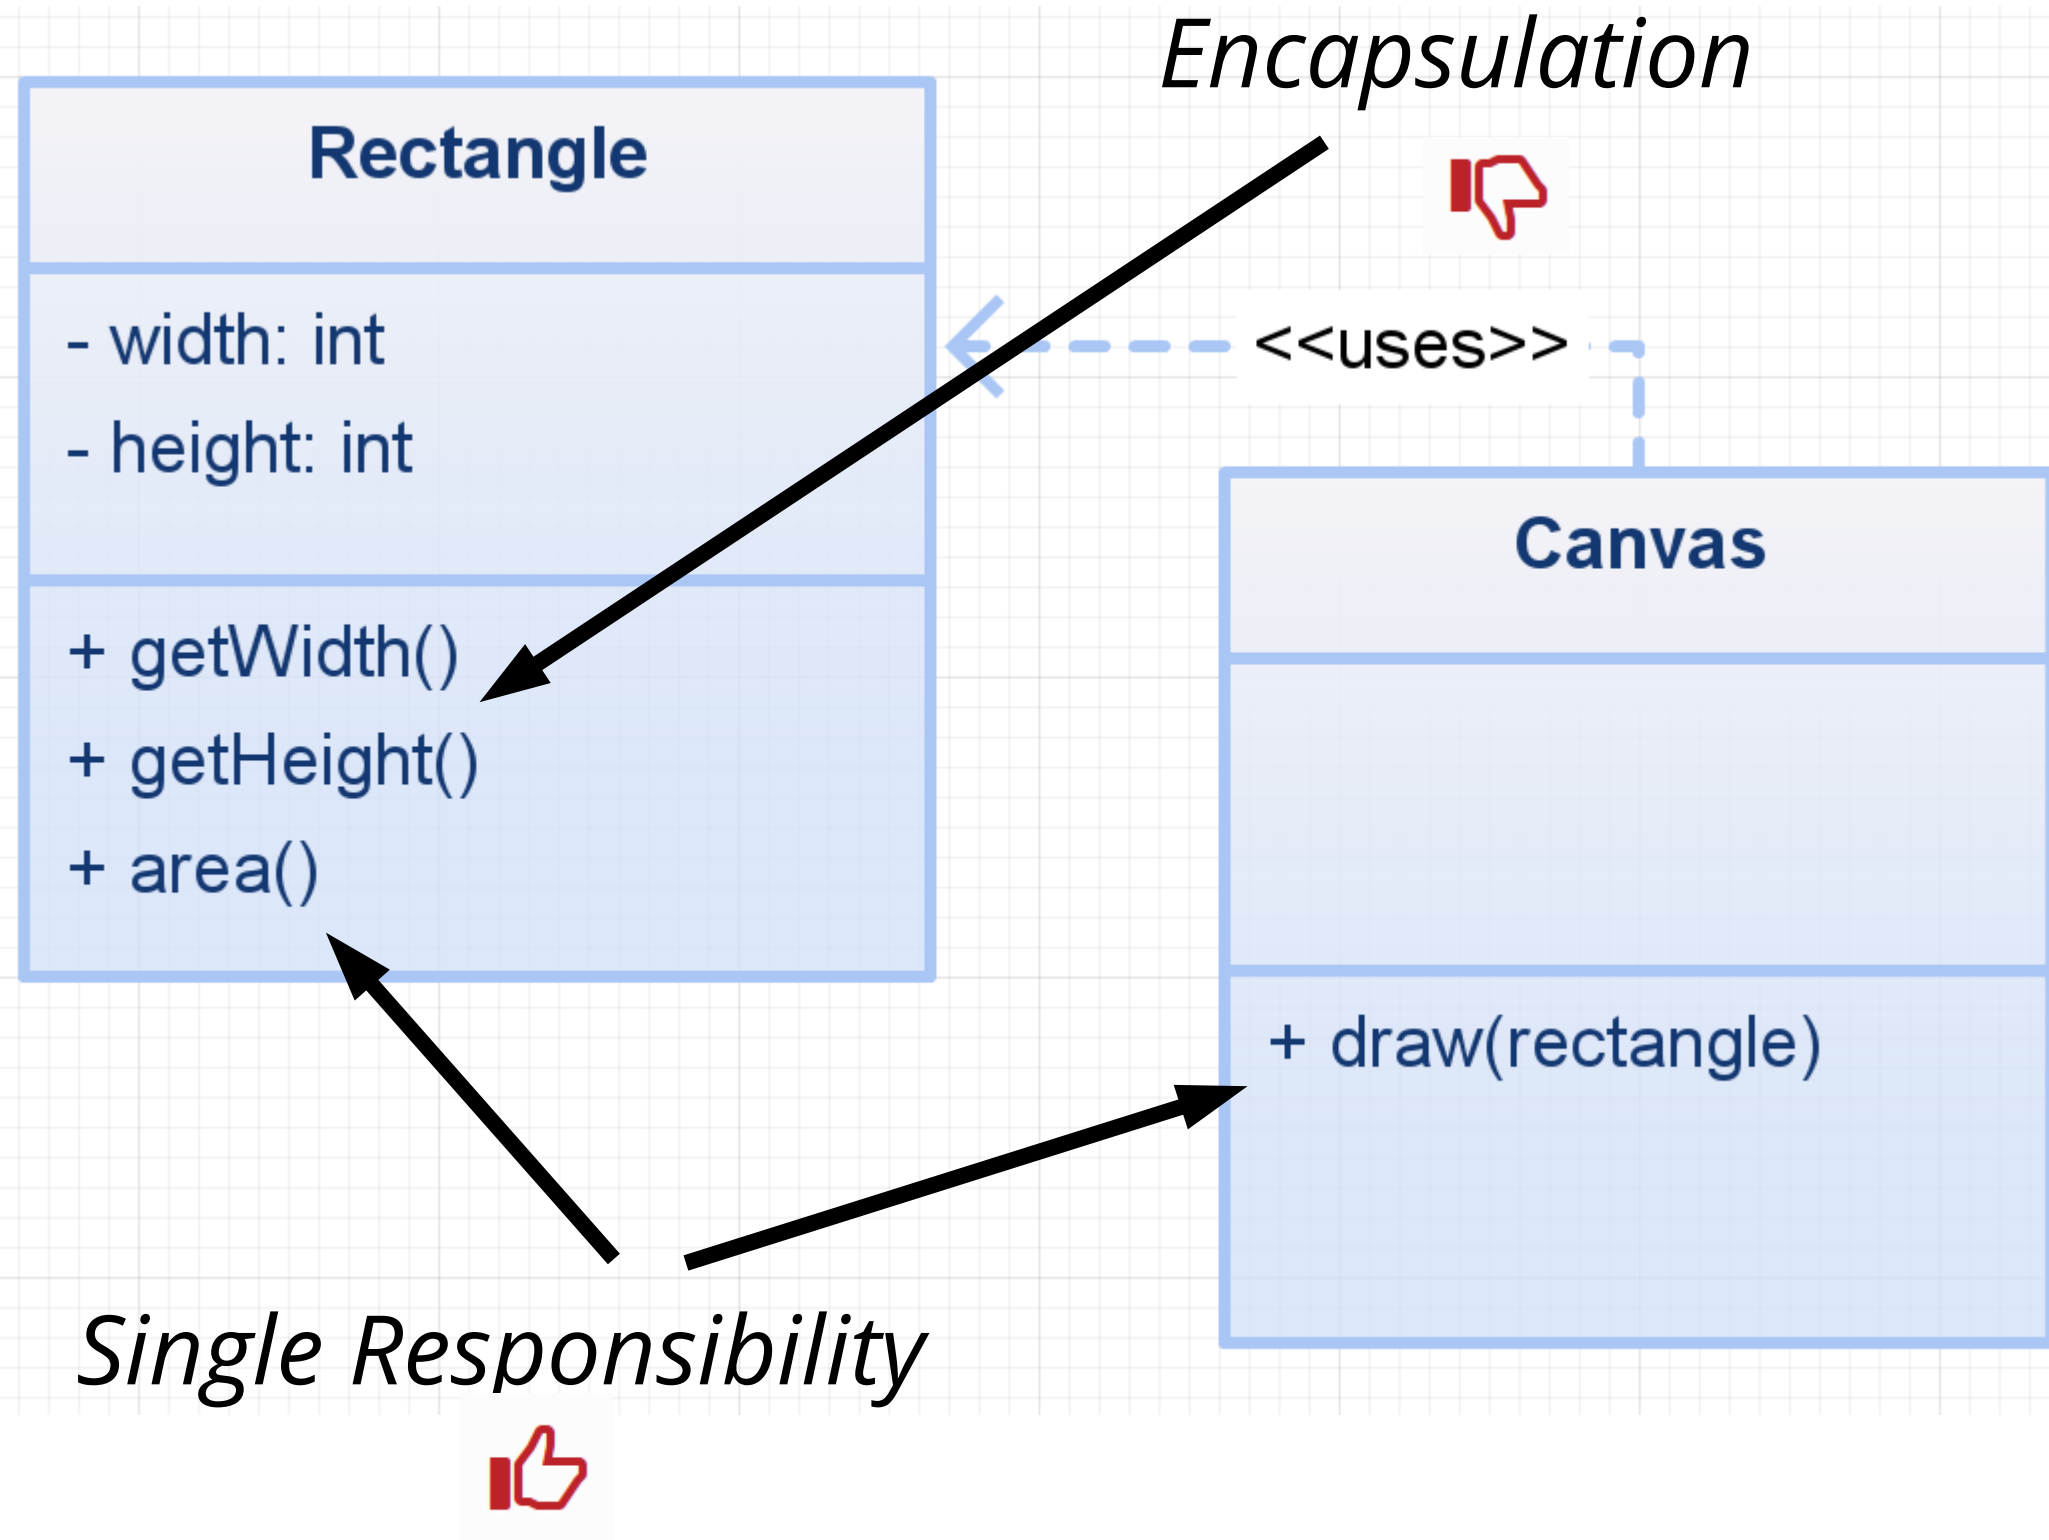 Encapsulation
Rectangle
- width: int
- height: int
+ getWidth()
+ getHeight()
+ area()
<<uses>>
Canvas
+ draw(rectangle)
Single Responsibility